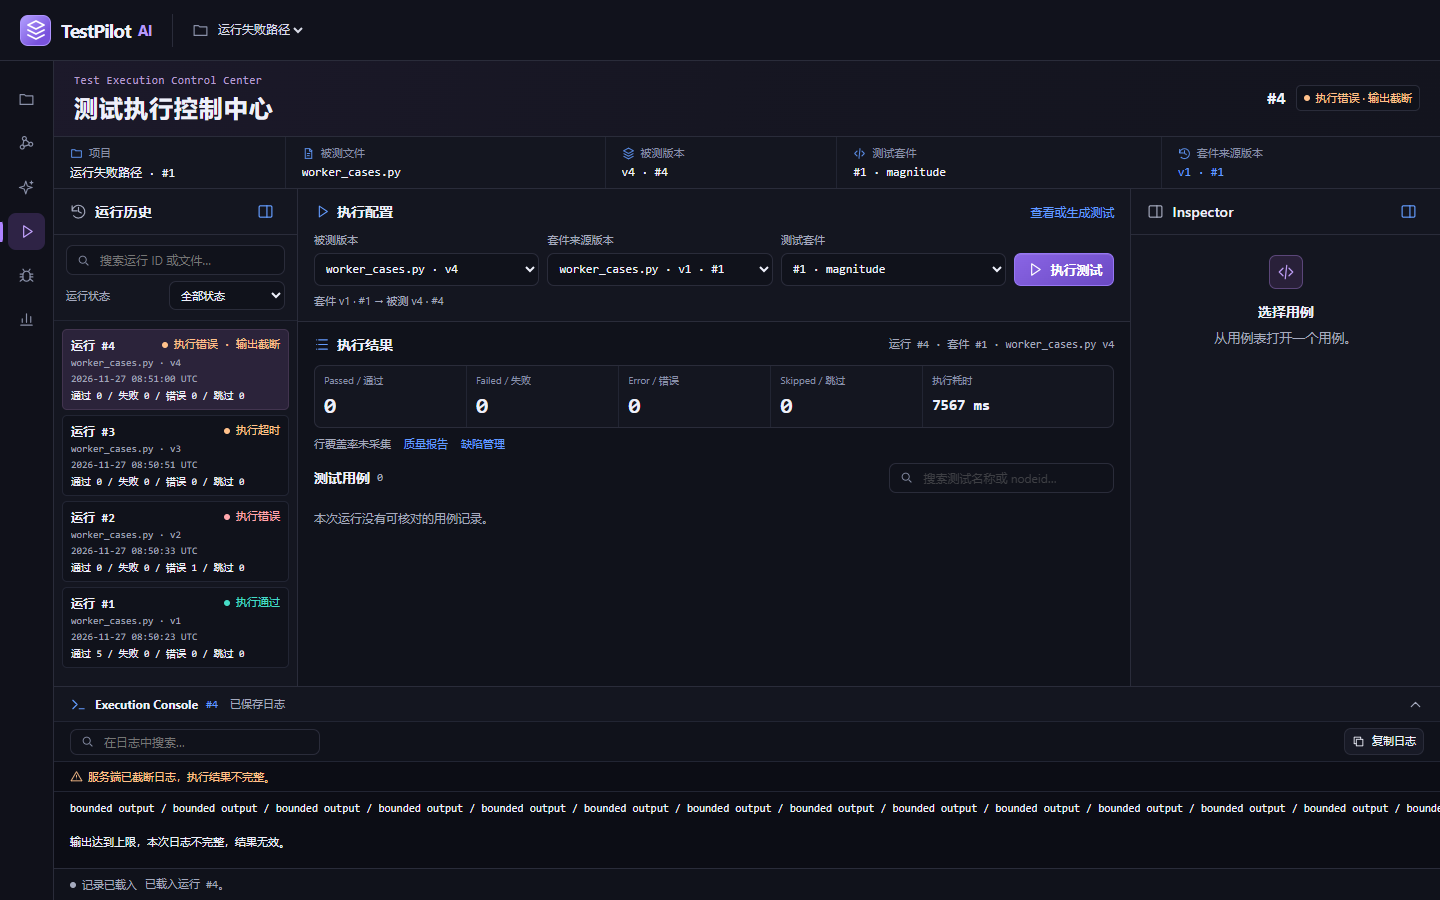 TestPilot AI
运行失败路径
Test Execution Control Center
测试执行控制中心
#4
执行错误 · 输出截断
项目
运行失败路径 · #1
被测文件
worker_cases.py
被测版本
v4 · #4
测试套件
#1 · magnitude
套件来源版本
v1 · #1
运行历史
搜索运行 ID 或文件...
运行状态
全部状态
运行 #4
执行错误 · 输出截断
worker_cases.py · v4
2026-11-27 08:51:00 UTC
通过 0 / 失败 0 / 错误 0 / 跳过 0
运行 #3
执行超时
worker_cases.py · v3
2026-11-27 08:50:51 UTC
通过 0 / 失败 0 / 错误 0 / 跳过 0
运行 #2
执行错误
worker_cases.py · v2
2026-11-27 08:50:33 UTC
通过 0 / 失败 0 / 错误 1 / 跳过 0
运行 #1
执行通过
worker_cases.py · v1
2026-11-27 08:50:23 UTC
通过 5 / 失败 0 / 错误 0 / 跳过 0
执行配置
查看或生成测试
被测版本
套件来源版本
测试套件
worker_cases.py · v4
worker_cases.py · v1 · #1
#1 · magnitude
执行测试
套件 v1 · #1 → 被测 v4 · #4
执行结果
运行 #4 · 套件 #1 · worker_cases.py v4
Passed / 通过
0
Failed / 失败
0
Error / 错误
0
Skipped / 跳过
0
执行耗时
7567 ms
行覆盖率未采集 质量报告 缺陷管理
测试用例 0
搜索测试名称或 nodeid...
本次运行没有可核对的用例记录。
Inspector
选择用例
从用例表打开一个用例。
Execution Console #4 已保存日志
在日志中搜索...
复制日志
服务端已截断日志，执行结果不完整。
bounded output / bounded output / bounded output / bounded output / bounded output / bounded output / bounded output / bounded output / bounded output / bounded output / bounded output / bounded output / bounded output / bounde
输出达到上限，本次日志不完整，结果无效。
记录已载入 已载入运行 #4。